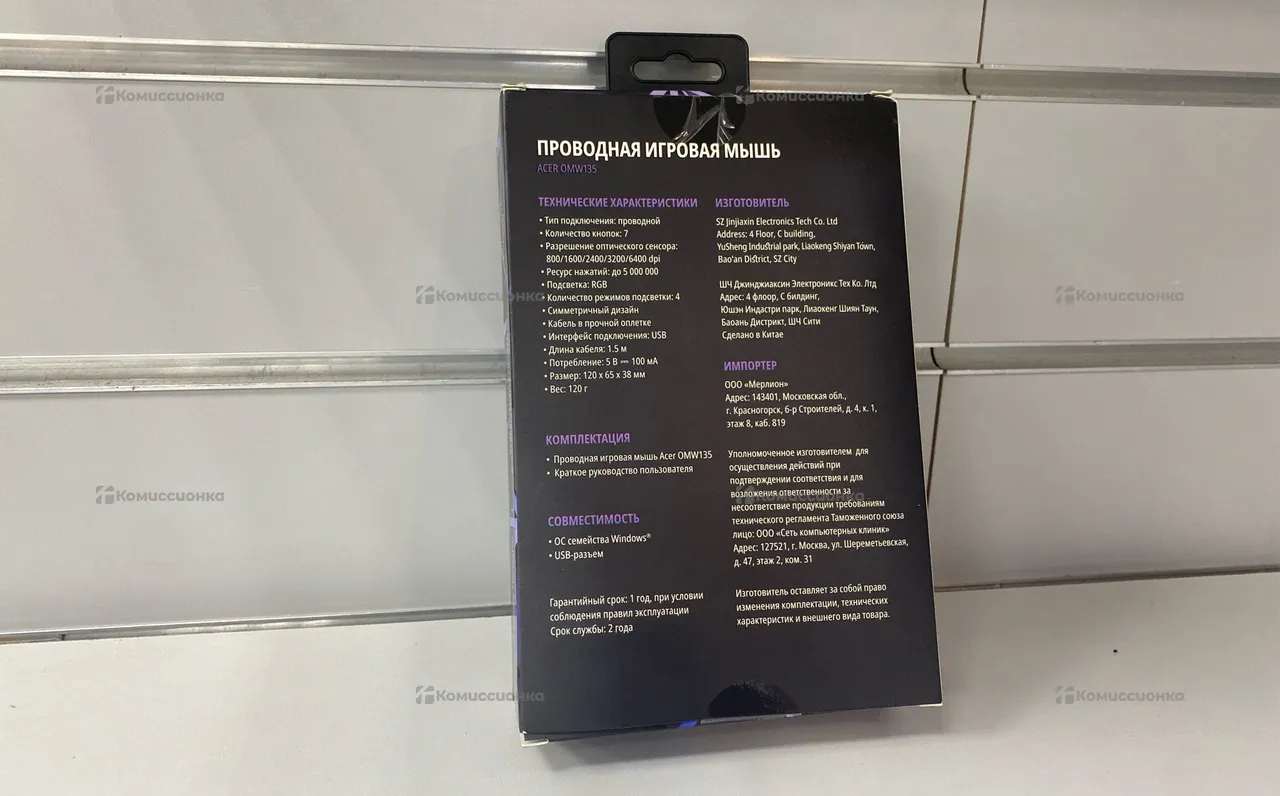 ПРОВОДНАЯ ИГРОВАЯ МЫШЬ
ACER OMW135
ТЕХНИЧЕСКИЕ ХАРАКТЕРИСТИКИ
• Тип подключения: проводной
• Количество кнопок: 7
• Разрешение оптического сенсора:
800/1600/2400/3200/6400 dpi
• Ресурс нажатий: до 5 000 000
• Подсветка: RGB
• Количество режимов подсветки: 4
• Симметричный дизайн
• Кабель в прочной оплетке
• Интерфейс подключения: USB
• Длина кабеля: 1.5 м
• Потребление: 5 В ⎓ 100 мА
• Размер: 120 x 65 x 38 мм
• Вес: 120 г
КОМПЛЕКТАЦИЯ
• Проводная игровая мышь Acer OMW135
• Краткое руководство пользователя
СОВМЕСТИМОСТЬ
• ОС семейства Windows®
• USB-разъем
Гарантийный срок: 1 год, при условии
соблюдения правил эксплуатации
Срок службы: 2 года
ИЗГОТОВИТЕЛЬ
SZ Jinjiaxin Electronics Tech Co. Ltd
Address: 4 Floor, C building,
YuSheng Industrial park, Liaokeng Shiyan Town,
Bao'an District, SZ City
ШЧ Джинджиаксин Электроникс Тех Ко. Лтд
Адрес: 4 флоор, С билдинг,
Юшэн Индастри парк, Лиаокенг Шиян Таун,
Баоань Дистрикт, ШЧ Сити
Сделано в Китае
ИМПОРТЕР
ООО «Мерлион»
Адрес: 143401, Московская обл.,
г. Красногорск, б-р Строителей, д. 4, к. 1,
этаж 8, каб. 819
Уполномоченное изготовителем для
осуществления действий при
подтверждении соответствия и для
возложения ответственности за
несоответствие продукции требованиям
технического регламента Таможенного союза
лицо: ООО «Сеть компьютерных клиник»
Адрес: 127521, г. Москва, ул. Шереметьевская,
д. 47, этаж 2, ком. 31
Изготовитель оставляет за собой право
изменения комплектации, технических
характеристик и внешнего вида товара.
Комиссионка
Комиссионка
Комиссионка
Комиссионка
Комиссионка
Комиссионка
Комиссионка
Комиссионка